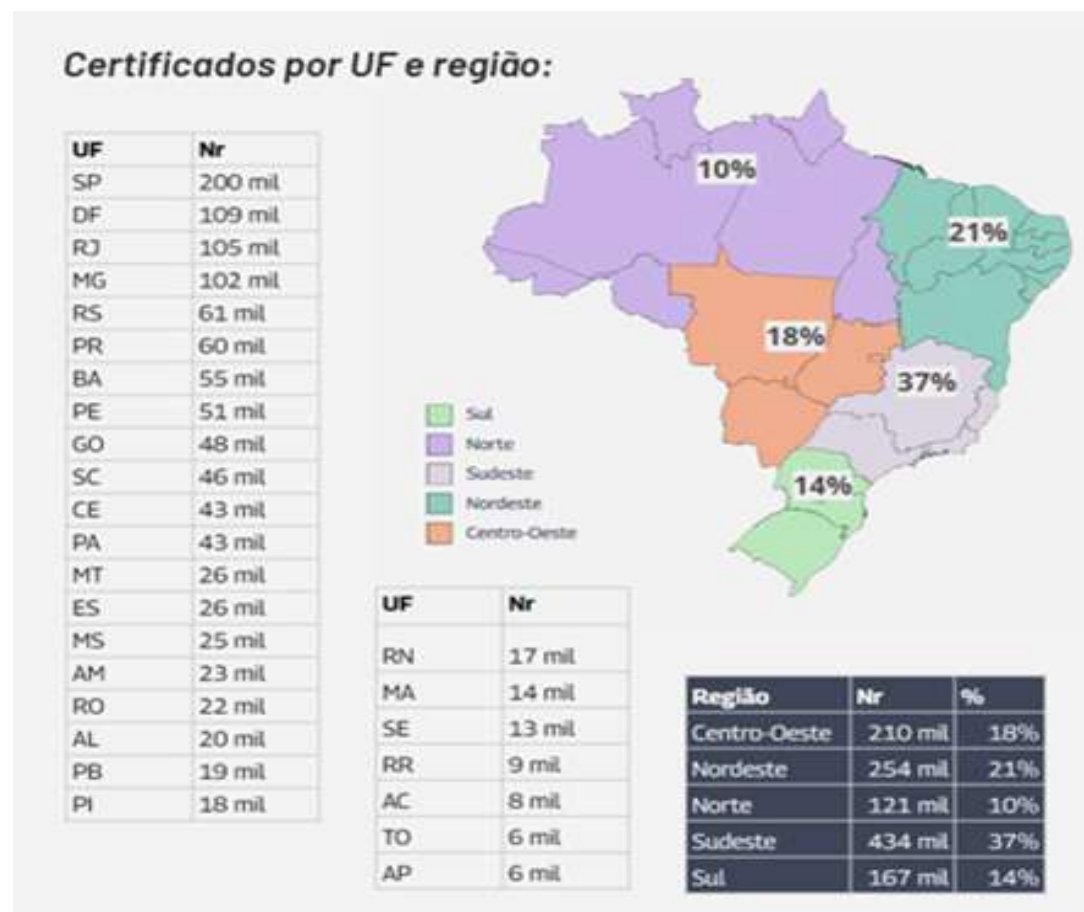 Certificados por UF e região:
UF Nr
SP 200 mil
DF 109 mil
RJ 105 mil
MG 102 mil
RS 61 mil
PR 60 mil
BA 55 mil
PE 51 mil
GO 48 mil
SC 46 mil
CE 43 mil
PA 43 mil
MT 26 mil
ES 26 mil
MS 25 mil
AM 23 mil
RO 22 mil
AL 20 mil
PB 19 mil
PI 18 mil
10%
21%
18%
37%
14%
Sul
Norte
Sudeste
Nordeste
Centro-Oeste
UF Nr
RN 17 mil
MA 14 mil
SE 13 mil
RR 9 mil
AC 8 mil
TO 6 mil
AP 6 mil
Região Nr %
Centro-Oeste 210 mil 18%
Nordeste 254 mil 21%
Norte 121 mil 10%
Sudeste 434 mil 37%
Sul 167 mil 14%